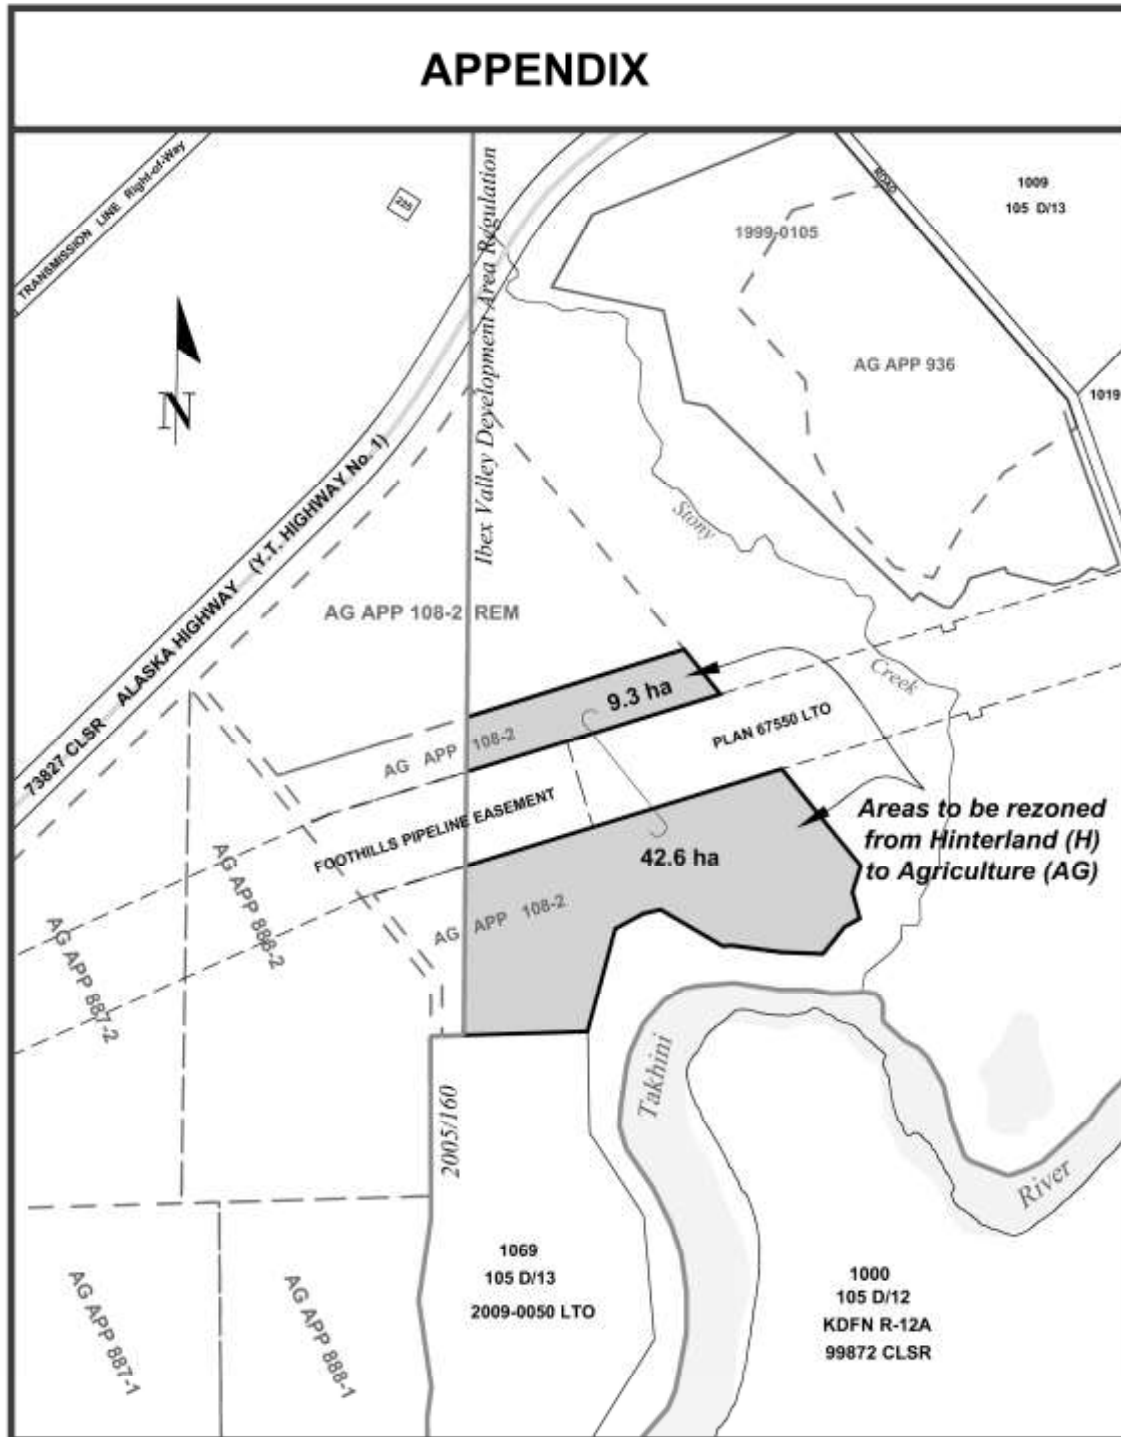 APPENDIX
TRANSMISSION LINE Right-of-Way
285
Ibex Valley Development Area Regulation
ROAD
1009
105 D/13
1999-0105
AG APP 936
1019
N
73827 CLSR ALASKA HIGHWAY (Y.T. HIGHWAY No. 1)
Stony
Creek
AG APP 108-2 REM
9.3 ha
AG APP 108-2
PLAN 67550 LTO
FOOTHILLS PIPELINE EASEMENT
Areas to be rezoned
from Hinterland (H)
to Agriculture (AG)
42.6 ha
AG APP 108-2
AG APP 888-2
AG APP 887-2
Takhini
River
2005/160
1069
105 D/13
2009-0050 LTO
1000
105 D/12
KDFN R-12A
99872 CLSR
AG APP 887-1
AG APP 888-1